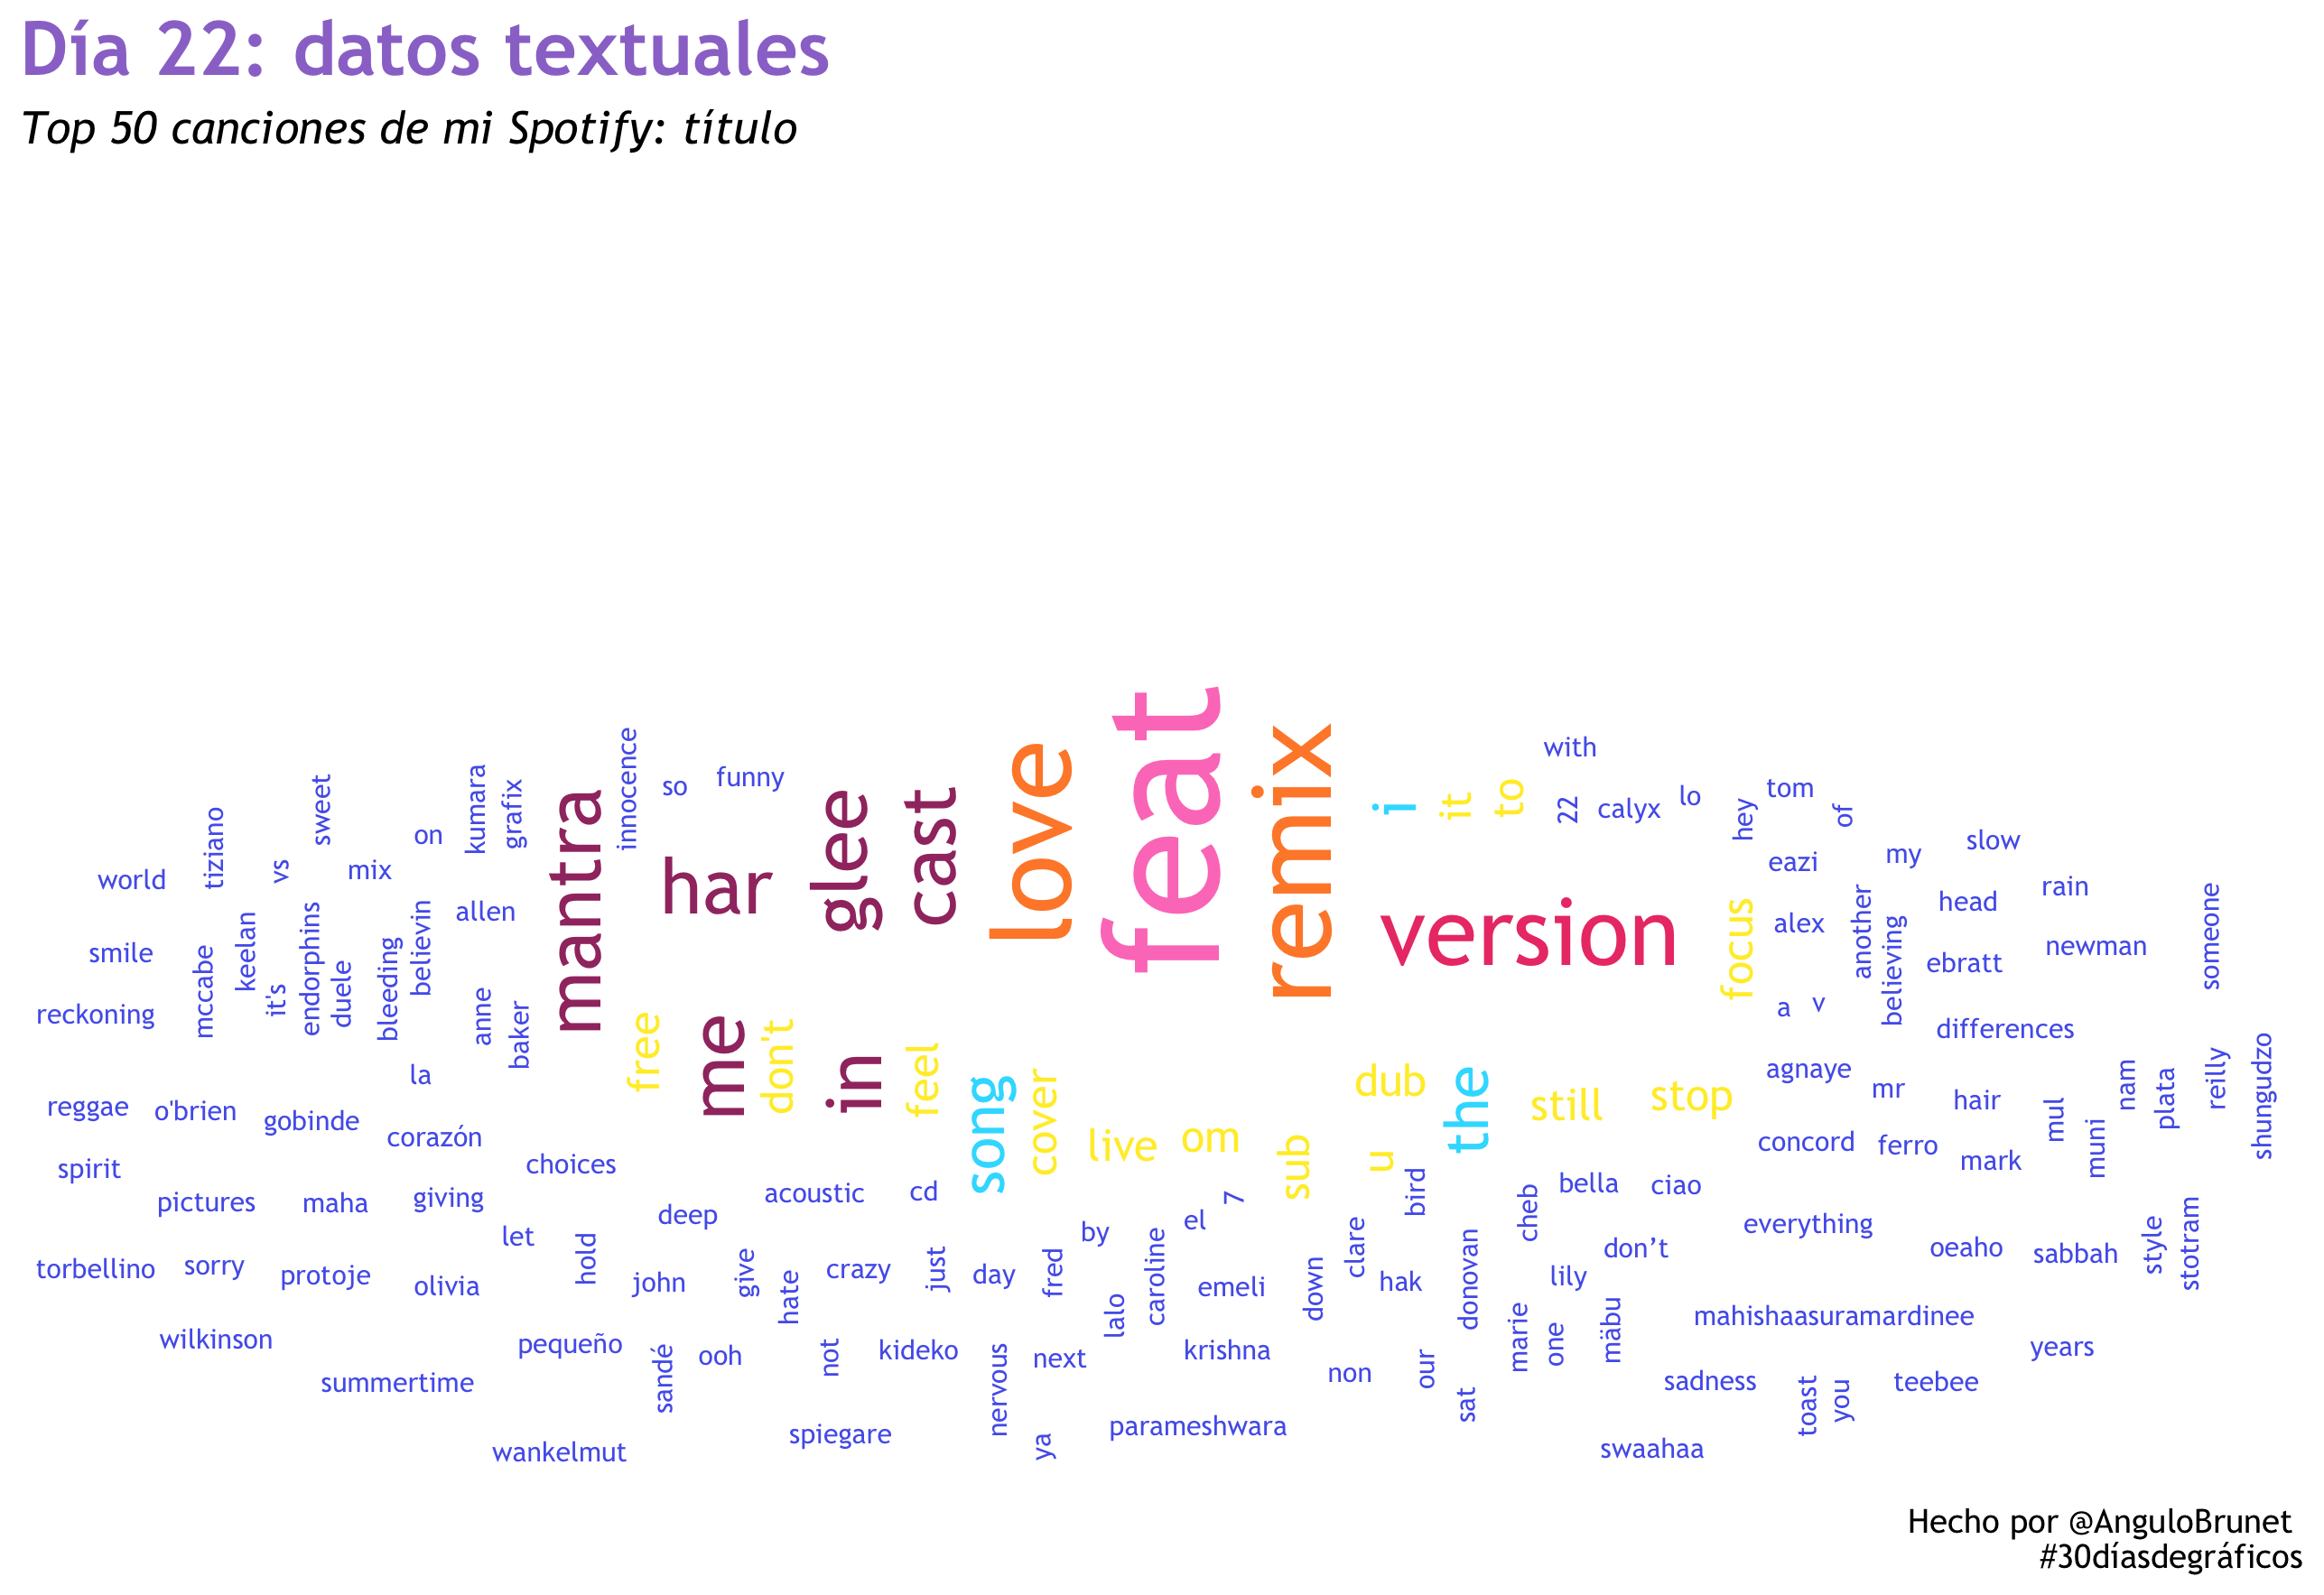 Día 22: datos textuales
Top 50 canciones de mi Spotify: título
with
innocence
so
funny
sweet
kumara
grafix
on
tiziano
vs
mix
world
mantra
har
glee
cast
love
feat
remix
i
it
to
22
calyx
lo
hey
tom
of
eazi
my
slow
rain
head
someone
allen
believin
bleeding
duele
endorphins
it's
keelan
mccabe
smile
reckoning
anne
baker
version
focus
alex
another
believing
ebratt
newman
a
v
differences
la
free
me
don't
in
feel
song
cover
live
om
sub
dub
u
the
still
stop
agnaye
mr
hair
mul
muni
nam
plata
reilly
shungudzo
reggae
o'brien
gobinde
corazón
choices
concord
ferro
mark
spirit
pictures
maha
giving
let
hold
deep
acoustic
cd
by
el
7
bird
clare
cheb
bella
ciao
everything
don’t
oeaho
sabbah
style
stotram
torbellino
sorry
protoje
olivia
john
give
hate
crazy
just
day
fred
lalo
caroline
emeli
down
hak
donovan
lily
marie
one
mäbu
mahishaasuramardinee
years
wilkinson
summertime
pequeño
sandé
ooh
not
kideko
nervous
next
krishna
non
our
sat
sadness
toast
you
teebee
wankelmut
spiegare
ya
parameshwara
swaahaa
Hecho por @AnguloBrunet
#30díasdegráficos